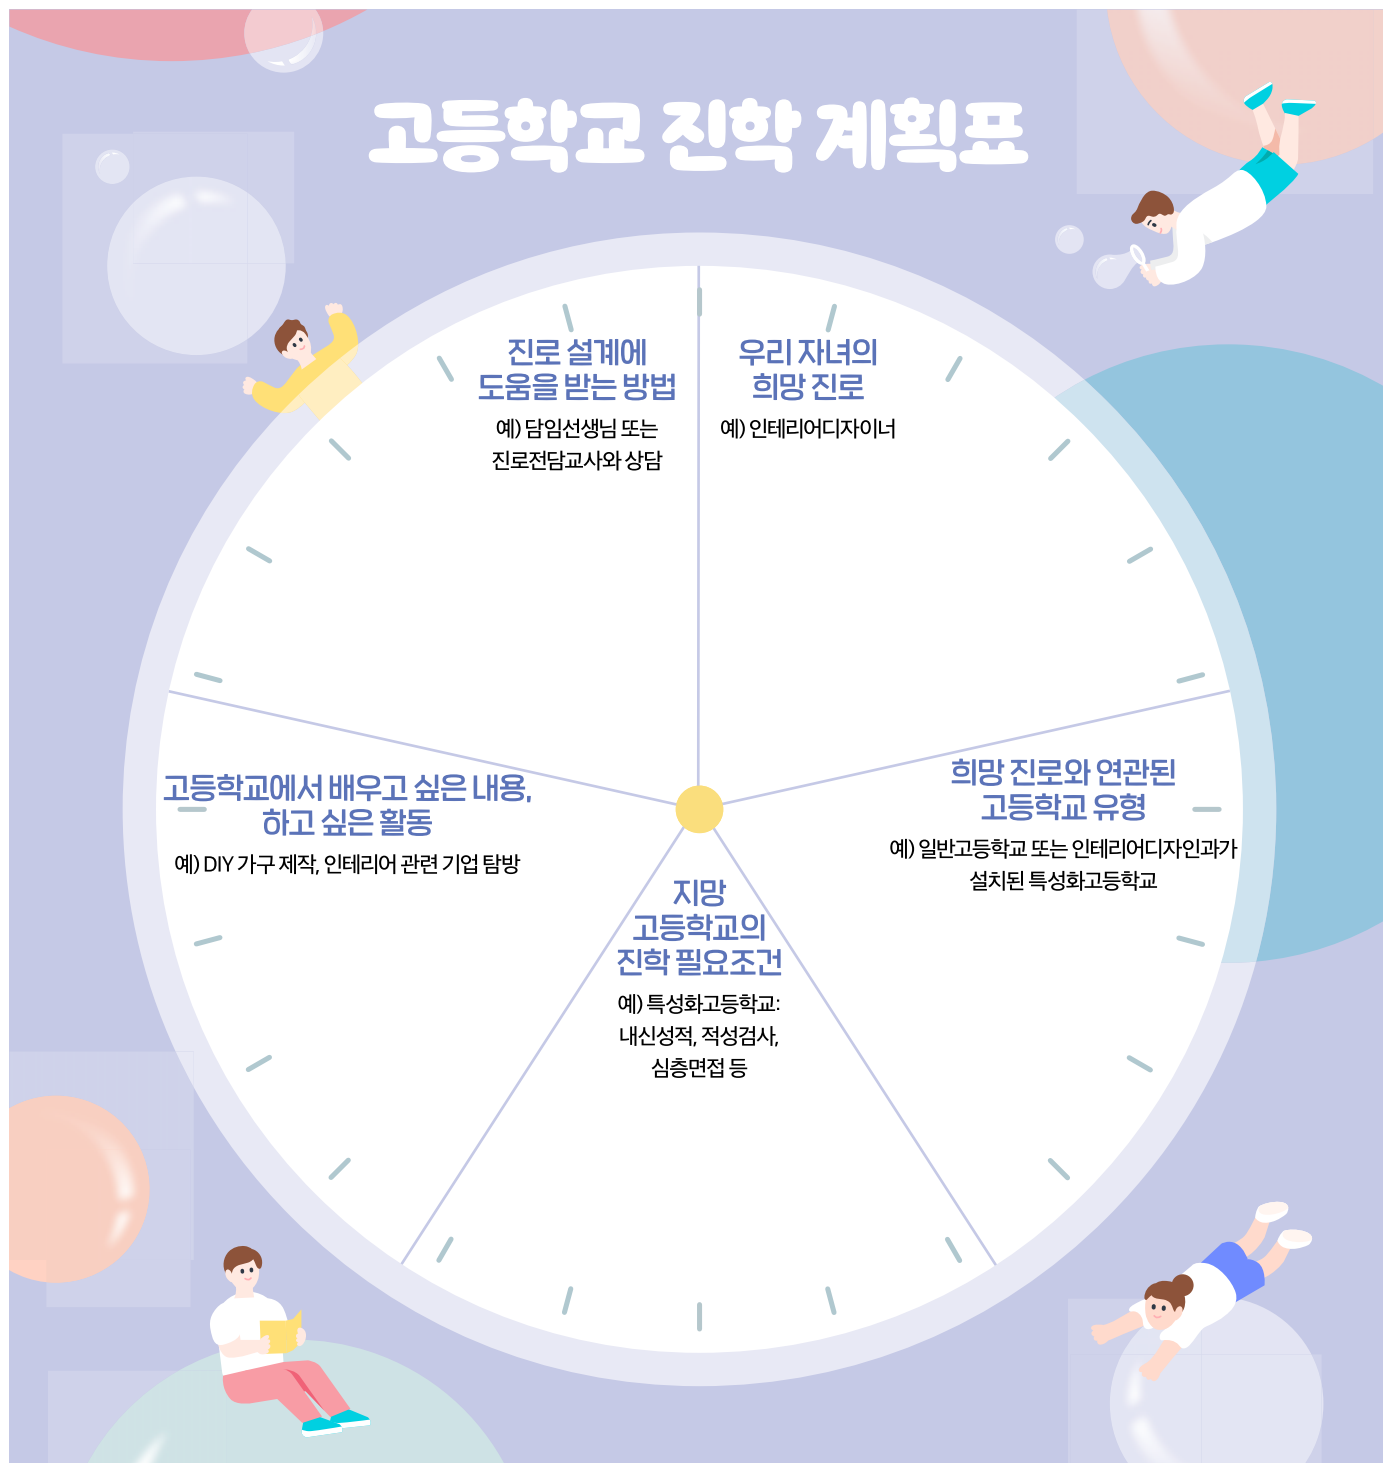 고등학교 진학 계획표
진로 설계에
도움을 받는 방법
예) 담임선생님 또는
진로전담교사와 상담
우리 자녀의
희망 진로
예) 인테리어디자이너
희망 진로와 연관된
고등학교 유형
예) 일반고등학교 또는 인테리어디자인과가
설치된 특성화고등학교
고등학교에서 배우고 싶은 내용,
하고 싶은 활동
예) DIY 가구 제작, 인테리어 관련 기업 탐방
지망
고등학교의
진학 필요조건
예) 특성화고등학교:
내신성적, 적성검사,
심층면접 등